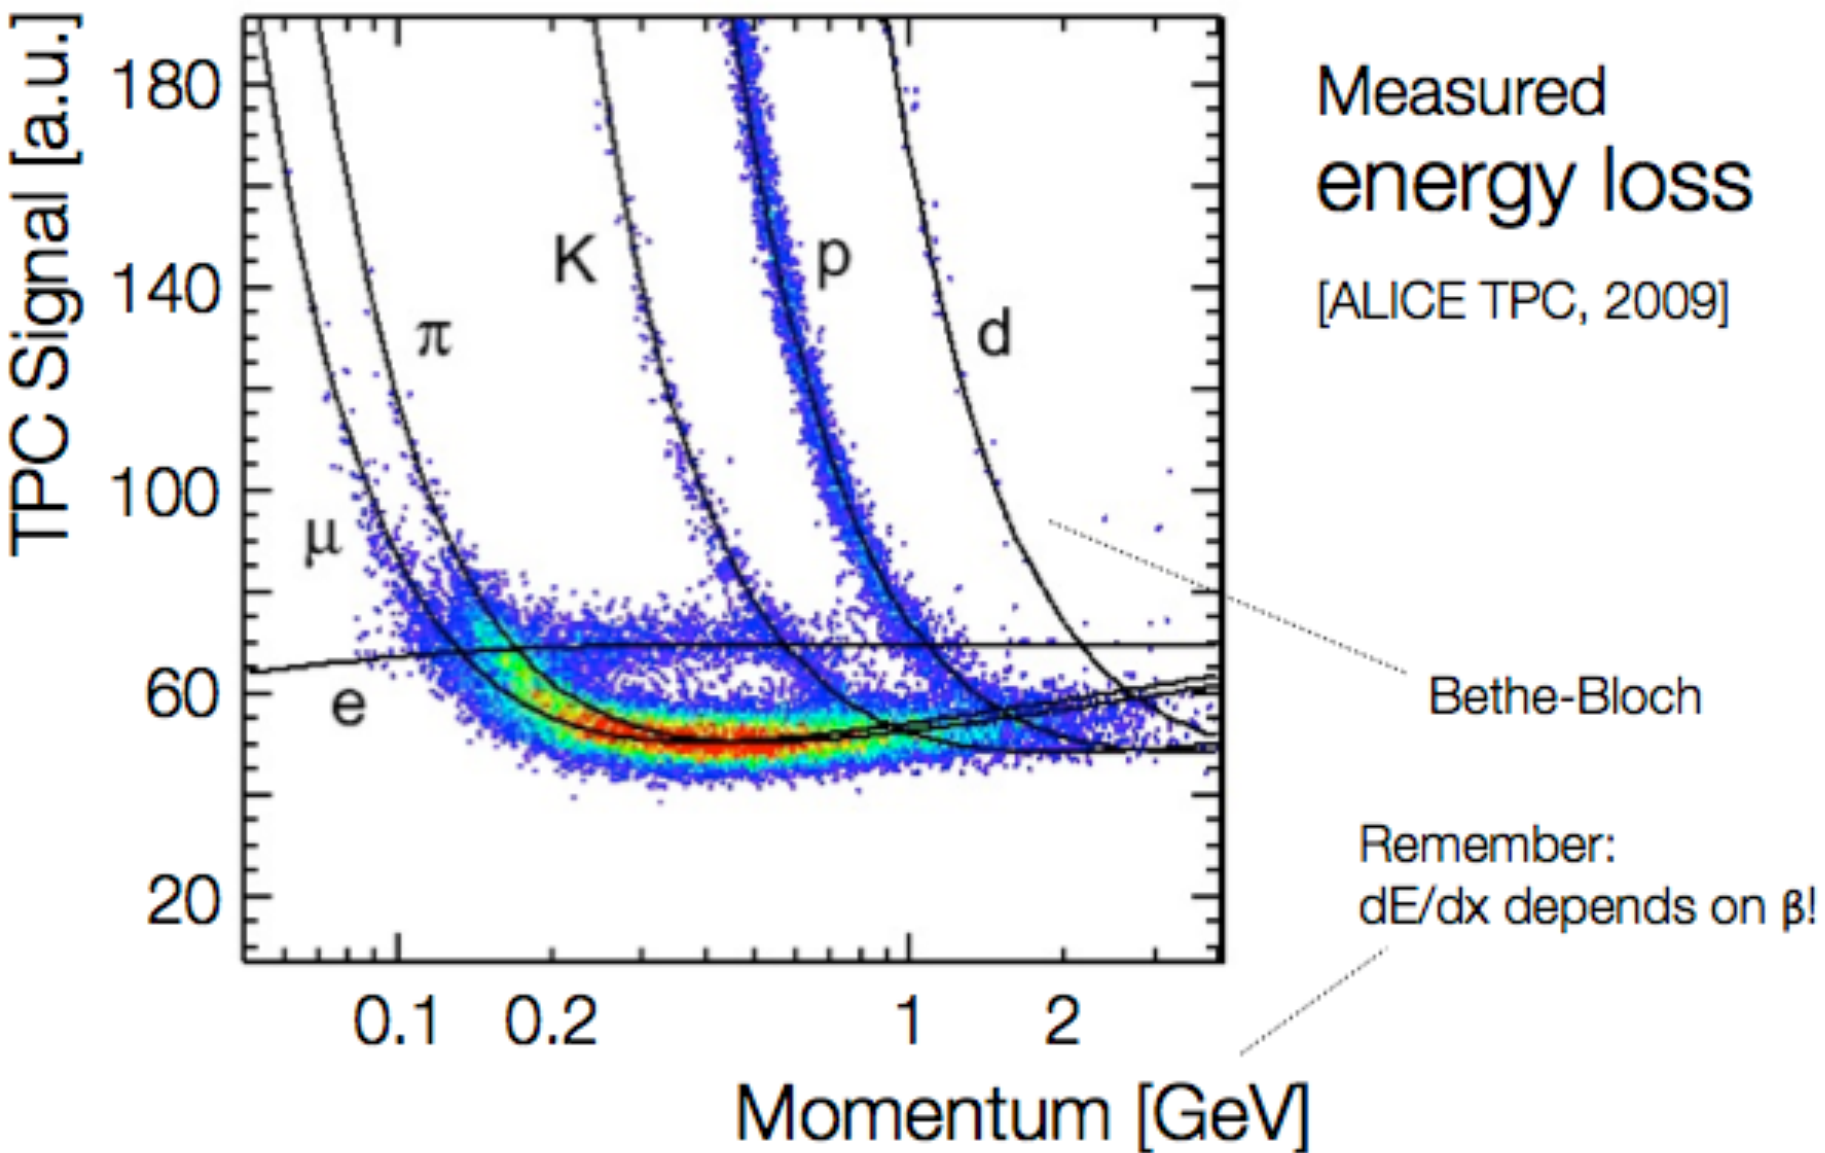 TPC Signal [a.u.]
180
140
100
60
20
K
p
π
d
μ
e
0.1
0.2
1
2
Momentum [GeV]
Measured
energy loss
[ALICE TPC, 2009]
Bethe-Bloch
Remember:
dE/dx depends on β!